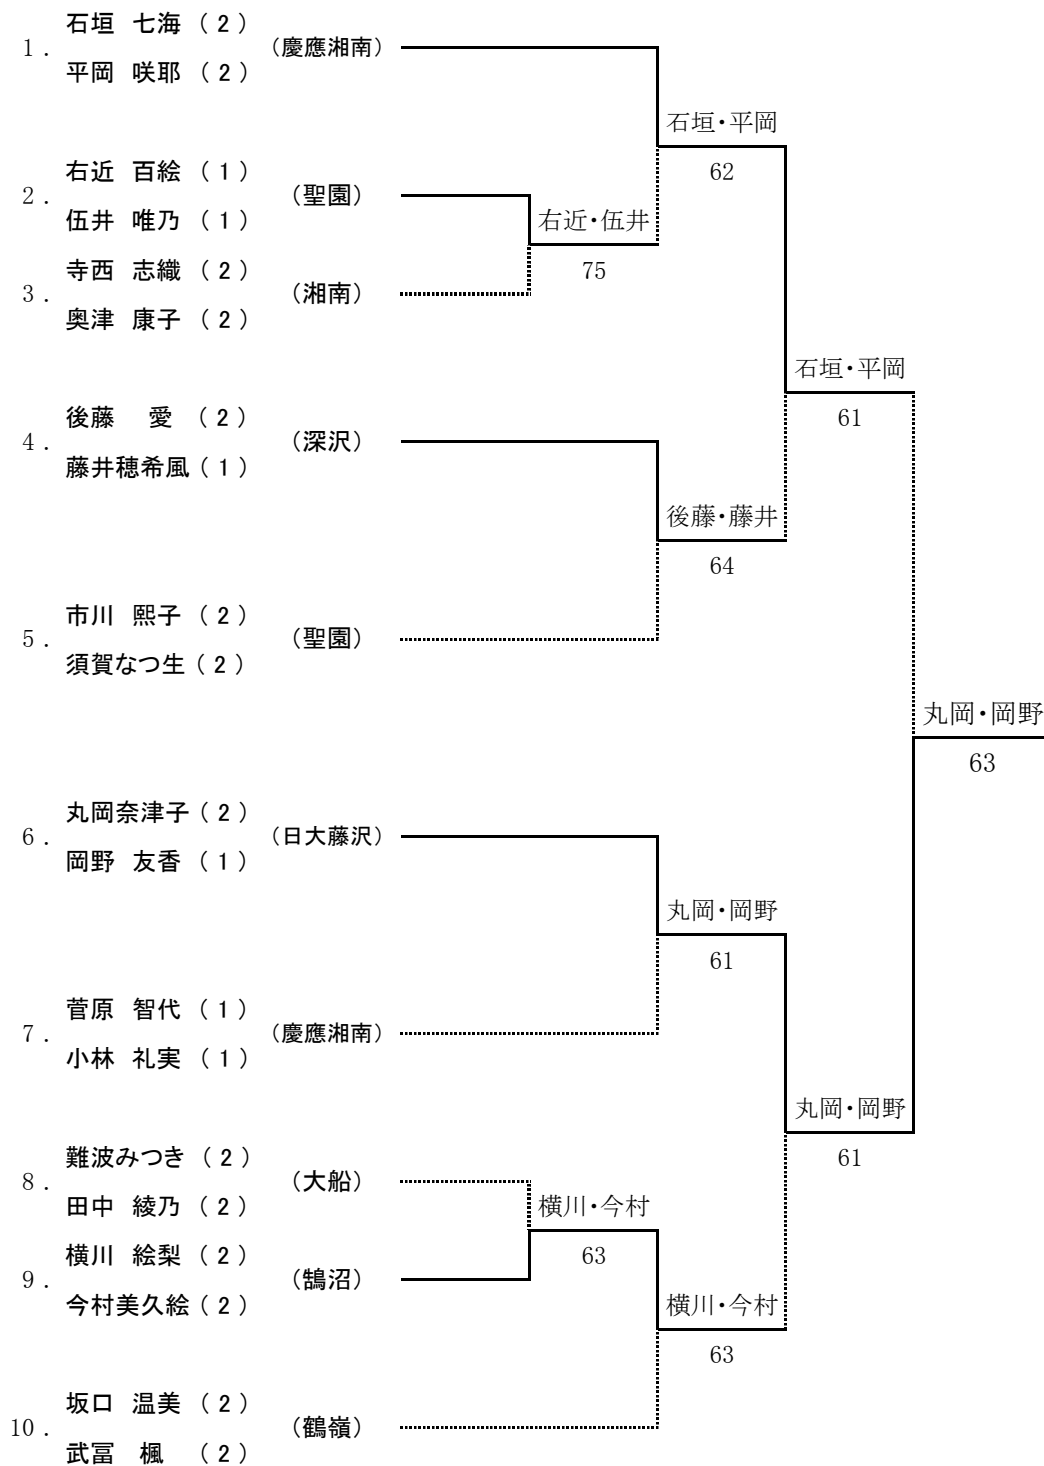 石垣　七海（２）
1． （慶應湘南）
平岡　咲耶（２）
石垣・平岡
62
右近　百絵（１）
2． （聖園）
伍井　唯乃（１）
右近・伍井
75
寺西　志織（２）
3． （湘南）
奥津　康子（２）
石垣・平岡
61
後藤　愛（２）
4． （深沢）
藤井穂希風（１）
後藤・藤井
64
市川　熙子（２）
5． （聖園）
須賀なつ生（２）
丸岡・岡野
63
丸岡奈津子（２）
6． （日大藤沢）
岡野　友香（１）
丸岡・岡野
61
菅原　智代（１）
7． （慶應湘南）
小林　礼実（１）
丸岡・岡野
61
難波みつき（２）
8． （大船）
田中　綾乃（２）
横川・今村
63
横川　絵梨（２）
9． （鵠沼）
今村美久絵（２）
横川・今村
63
坂口　温美（２）
10． （鶴嶺）
武冨　楓（２）